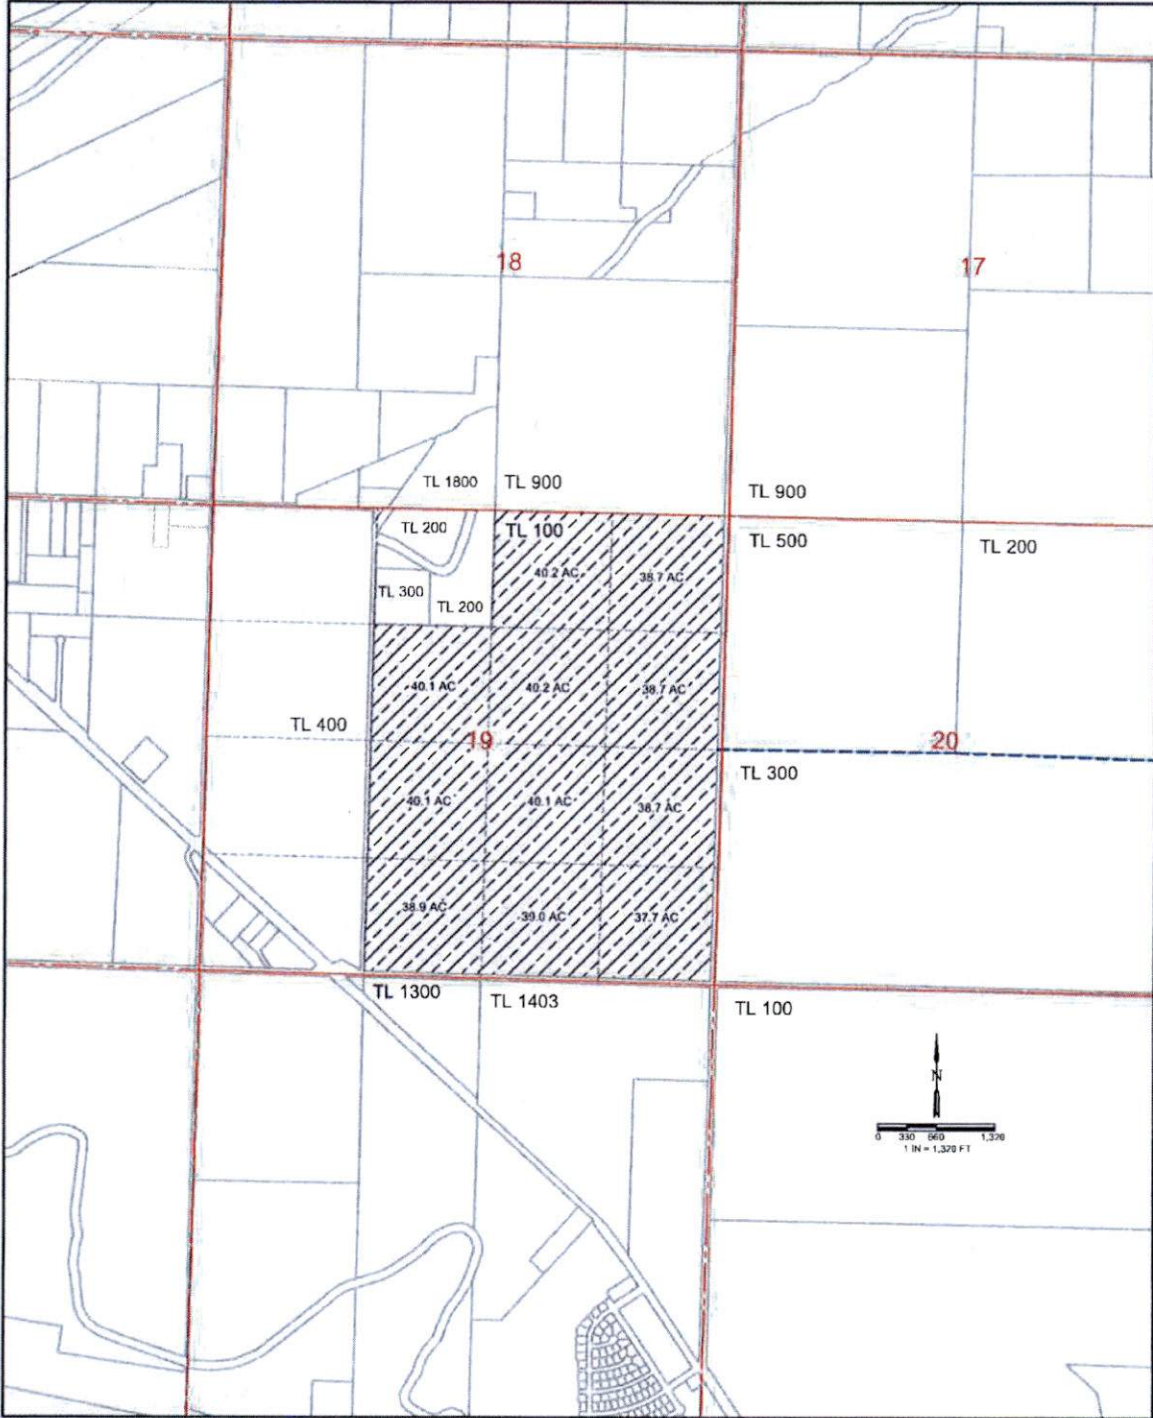 18
17
TL 1800
TL 900
TL 900
TL 200
TL 100
TL 500
TL 200
40.2 AC
38.7 AC
TL 300
TL 200
40.1 AC
40.2 AC
38.7 AC
TL 400
19
20
TL 300
40.1 AC
40.1 AC
38.7 AC
38.9 AC
39.0 AC
37.7 AC
TL 1300
TL 1403
TL 100
N
0 330 660 1,320
1 IN = 1,320 FT